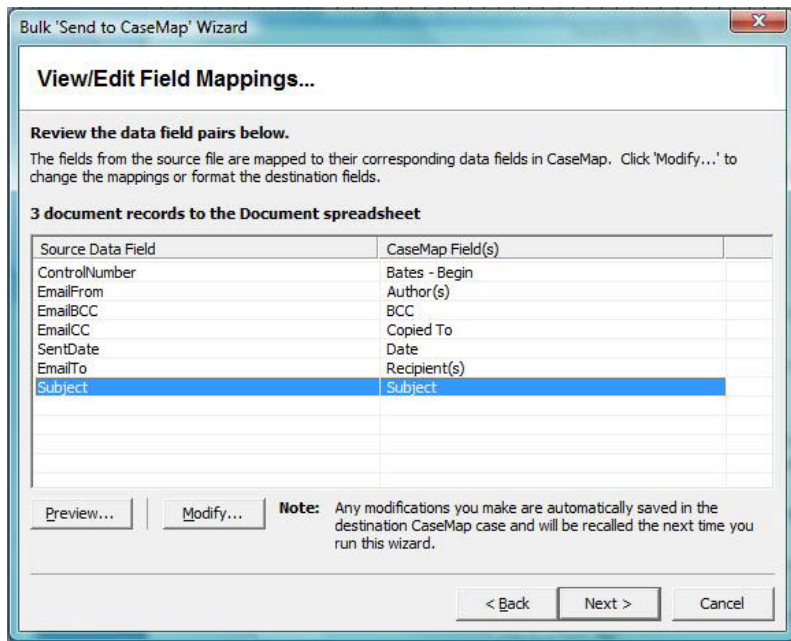 Bulk 'Send to CaseMap' Wizard
View/Edit Field Mappings...
Review the data field pairs below.
The fields from the source file are mapped to their corresponding data fields in CaseMap. Click 'Modify...' to
change the mappings or format the destination fields.
3 document records to the Document spreadsheet
Source Data Field CaseMap Field(s)
ControlNumber Bates - Begin
EmailFrom Author(s)
EmailBCC BCC
EmailCC Copied To
SentDate Date
EmailTo Recipient(s)
Subject Subject
Preview... Modify... Note: Any modifications you make are automatically saved in the
destination CaseMap case and will be recalled the next time you
run this wizard.
< Back Next > Cancel